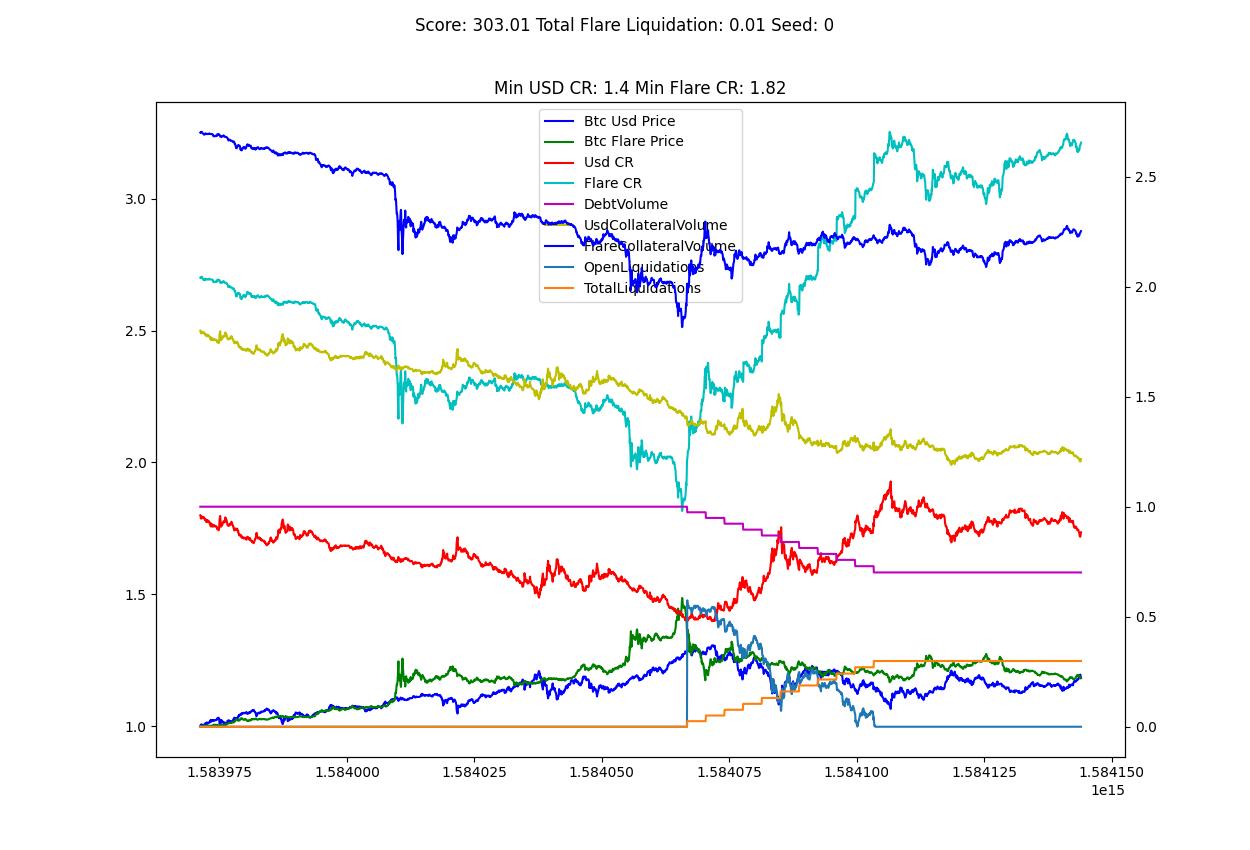 Score: 303.01 Total Flare Liquidation: 0.01 Seed: 0
Min USD CR: 1.4 Min Flare CR: 1.82
Btc Usd Price
Btc Flare Price
Usd CR
Flare CR
DebtVolume
UsdCollateralVolume
FlareCollateralVolume
OpenLiquidations
TotalLiquidations
3.0
2.5
2.0
1.5
1.0
2.5
2.0
1.5
1.0
0.5
0.0
1.583975
1.584000
1.584025
1.584050
1.584075
1.584100
1.584125
1.584150
1e15